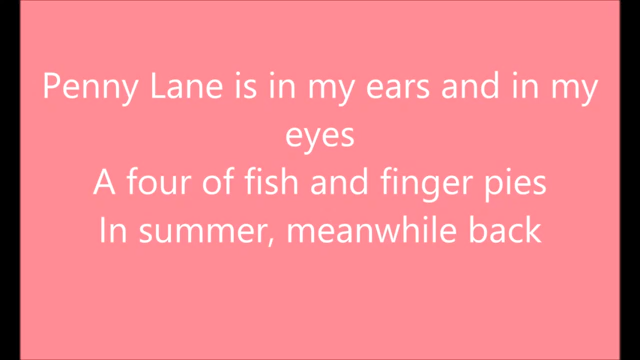 Penny Lane is in my ears and in my
eyes
A four of fish and finger pies
In summer, meanwhile back